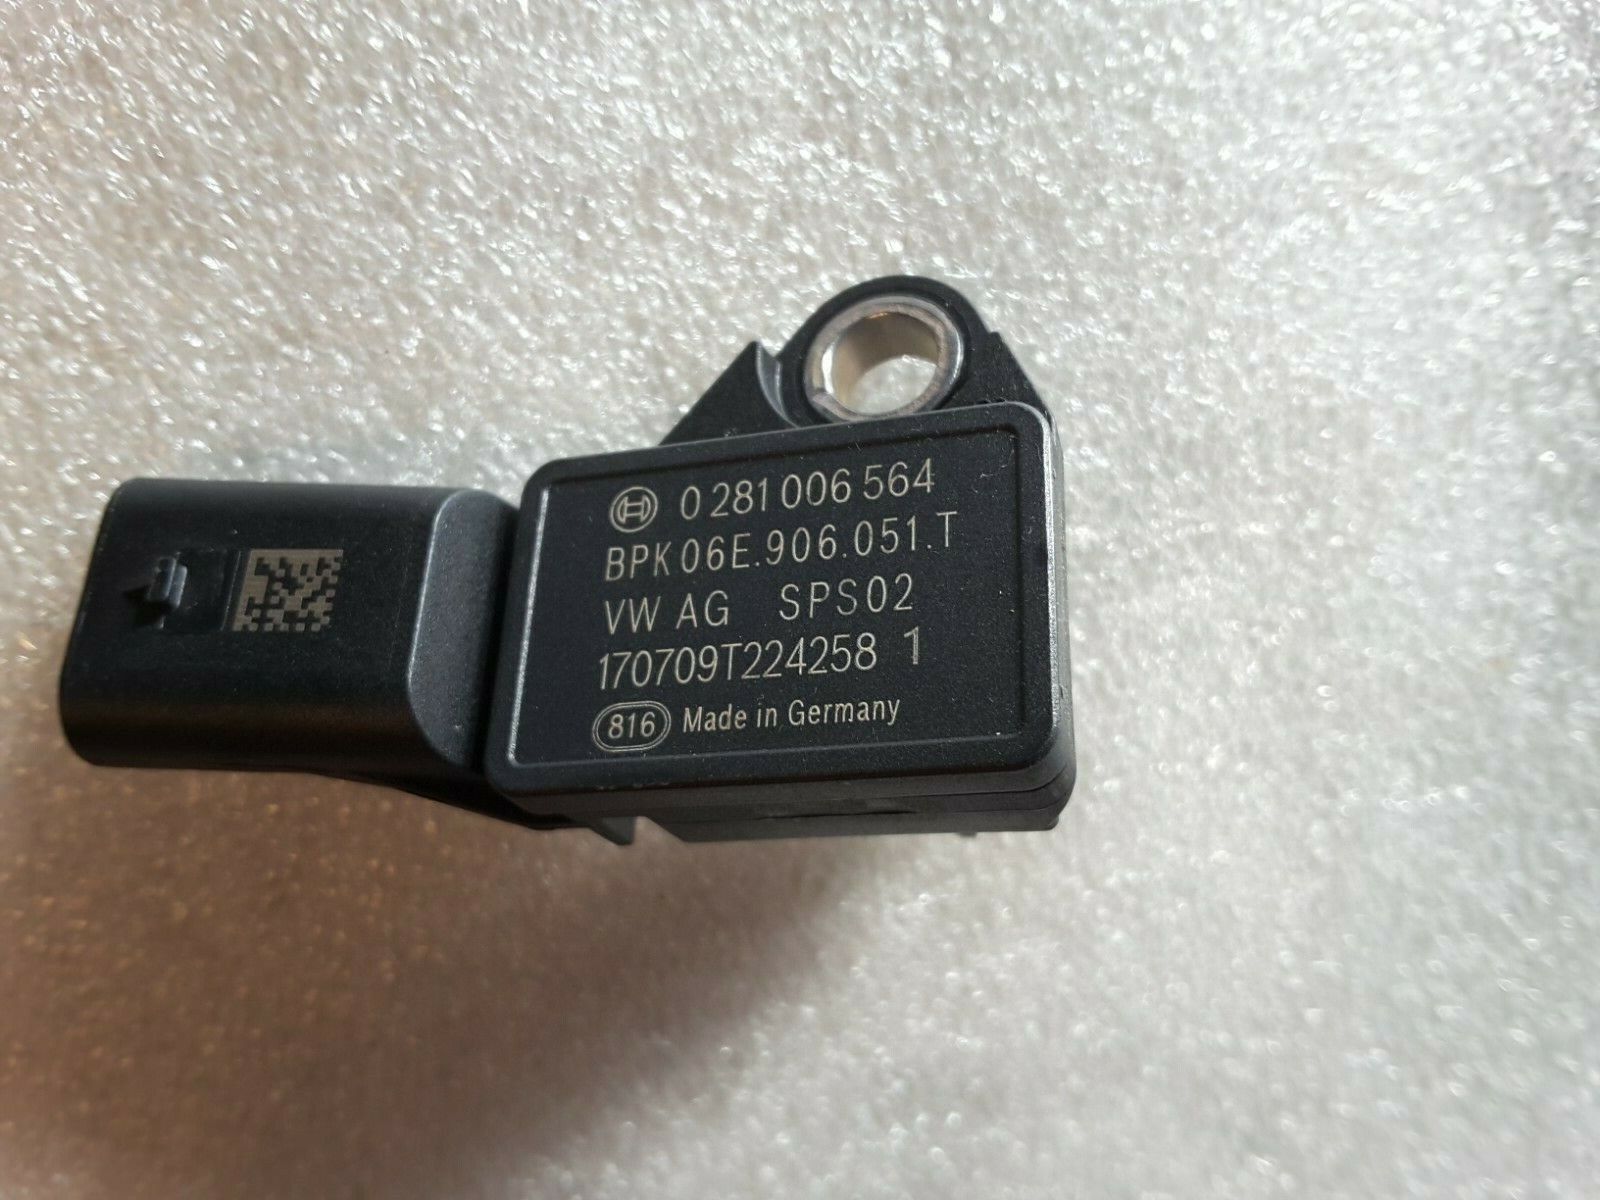 0 281 006 564
BPK 06E.906.051.T
VW AG SPS02
170709T224258 1
816 Made in Germany